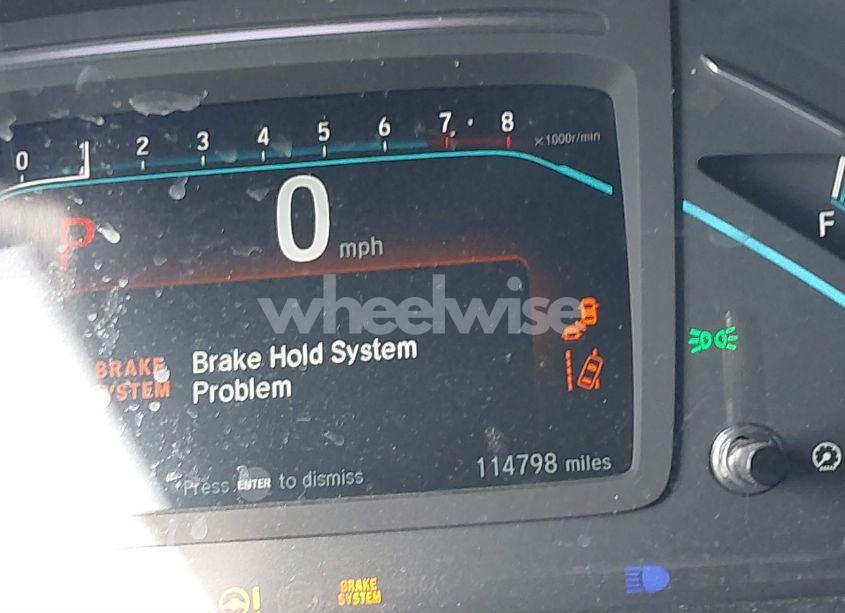 0 1 2 3 4 5 6 7 8 ×1000r/min
P 0 mph
wheelwise
BRAKE SYSTEM
Brake Hold System
Problem
Press ENTER to dismiss
114798 miles
F
BRAKE
SYSTEM
BRAKE